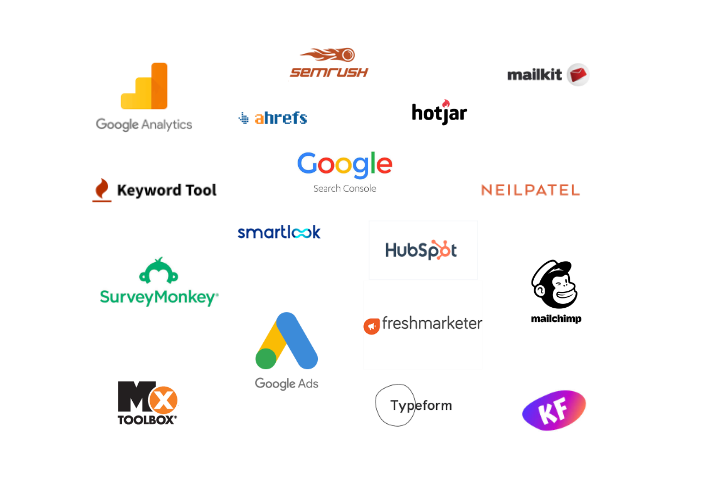 semrush
mailkit
Google Analytics
ahrefs
hotjar
Google
Search Console
Keyword Tool
NEILPATEL
smartlook
HubSpot
SurveyMonkey®
mailchimp
freshmarketer
Google Ads
Mx
TOOLBOX®
Typeform
KF